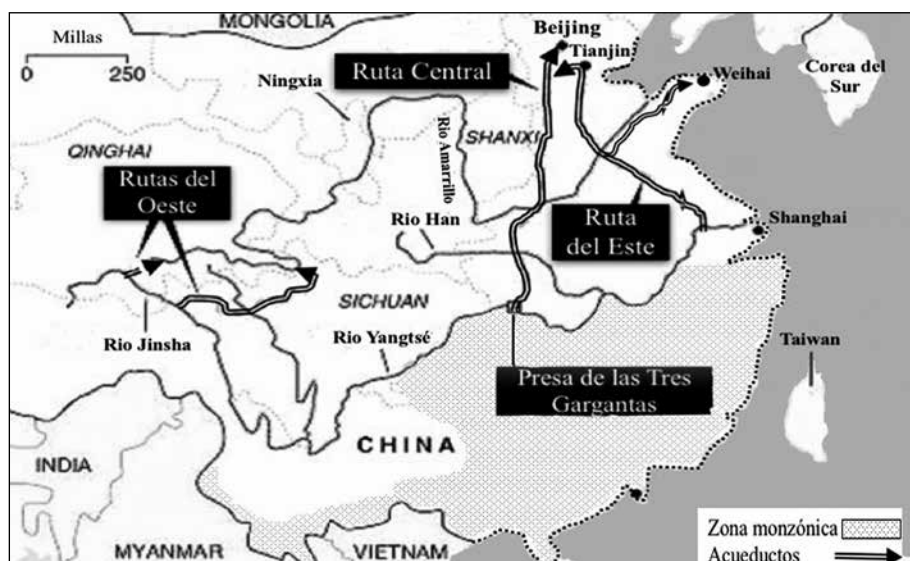 MONGOLIA
Millas
0 250
Beijing
Tianjin
Ruta Central
Ningxia
Weihai
Corea del
Sur
SHANXI
QINGHAI
Rio Amarrillo
Rutas del
Oeste
Rio Han
Ruta
del Este
Shanghai
SICHUAN
Rio Jinsha
Rio Yangtsé
Taiwan
Presa de las Tres
Gargantas
CHINA
INDIA
MYANMAR
VIETNAM
Zona monzónica
Acueductos